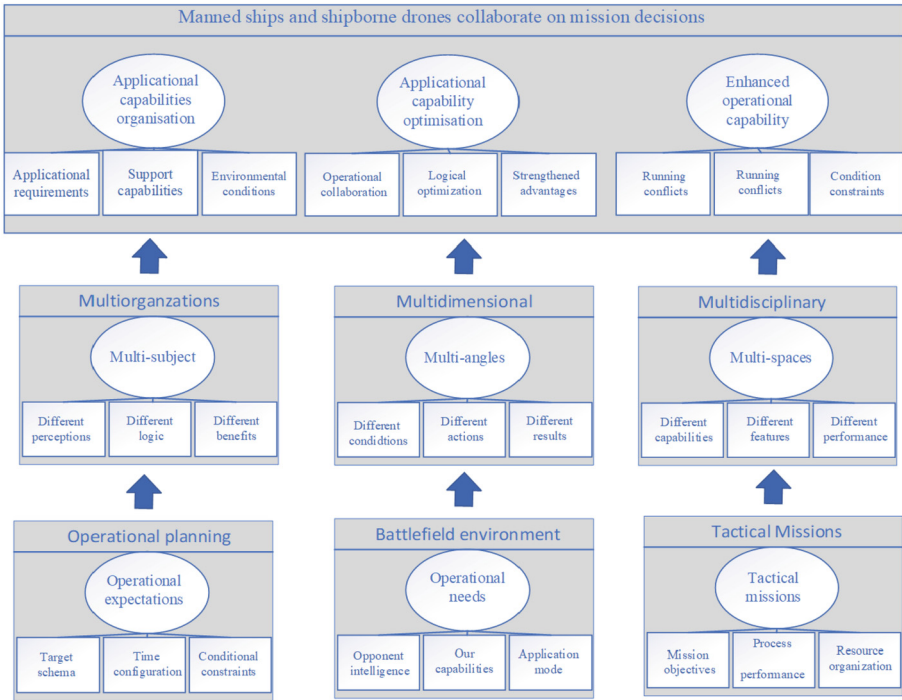 Manned ships and shipborne drones collaborate on mission decisions
Applicational
capabilities
organisation
Applicational
capability
optimisation
Enhanced
operational
capability
Applicational
requirements
Support
capabilities
Environmental
conditions
Operational
collaboration
Logical
optimization
Strengthened
advantages
Running
conflicts
Running
conflicts
Condition
constraints
Multiorganzations
Multi-subject
Different
perceptions
Different
logic
Different
benefits
Multidimensional
Multi-angles
Different
condidtions
Different
actions
Different
results
Multidisciplinary
Multi-spaces
Different
capabilities
Different
features
Different
performance
Operational planning
Operational
expectations
Target
schema
Time
configuration
Conditional
constraints
Battlefield environment
Operational
needs
Opponent
intelligence
Our
capabilities
Application
mode
Tactical Missions
Tactical
missions
Mission
objectives
Process
performance
Resource
organization